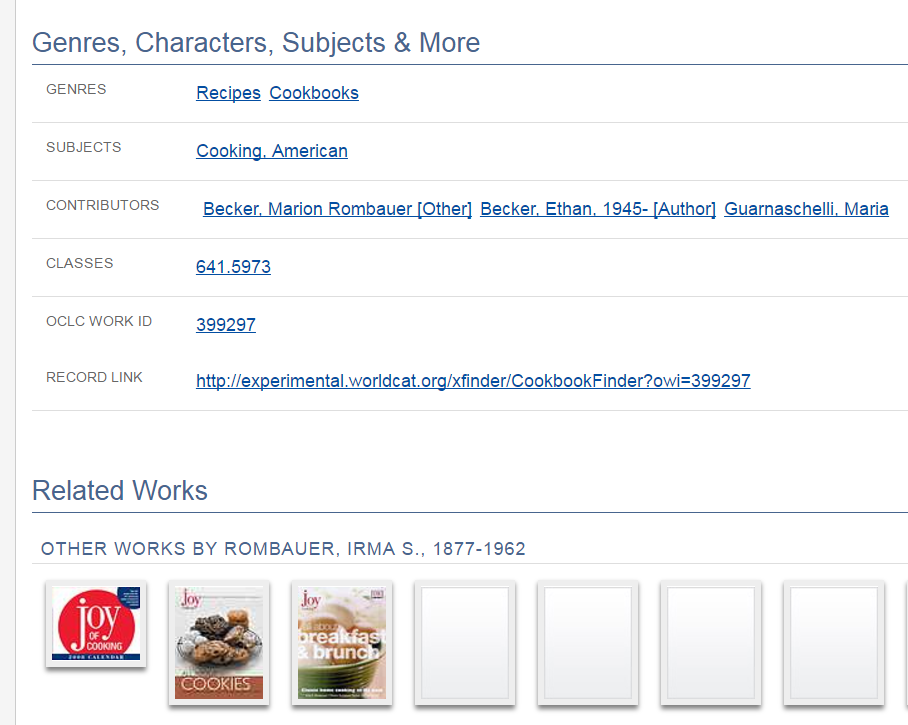 Genres, Characters, Subjects & More
GENRES
Recipes Cookbooks
SUBJECTS
Cooking, American
CONTRIBUTORS
Becker, Marion Rombauer [Other] Becker, Ethan, 1945- [Author] Guarnaschelli, Maria
CLASSES
641.5973
OCLC WORK ID
399297
RECORD LINK
http://experimental.worldcat.org/xfinder/CookbookFinder?owi=399297
Related Works
OTHER WORKS BY ROMBAUER, IRMA S., 1877-1962
joy
OF
COOKING
2008 CALENDAR
joy
COOKIES
joy
all about
breakfast
& brunch